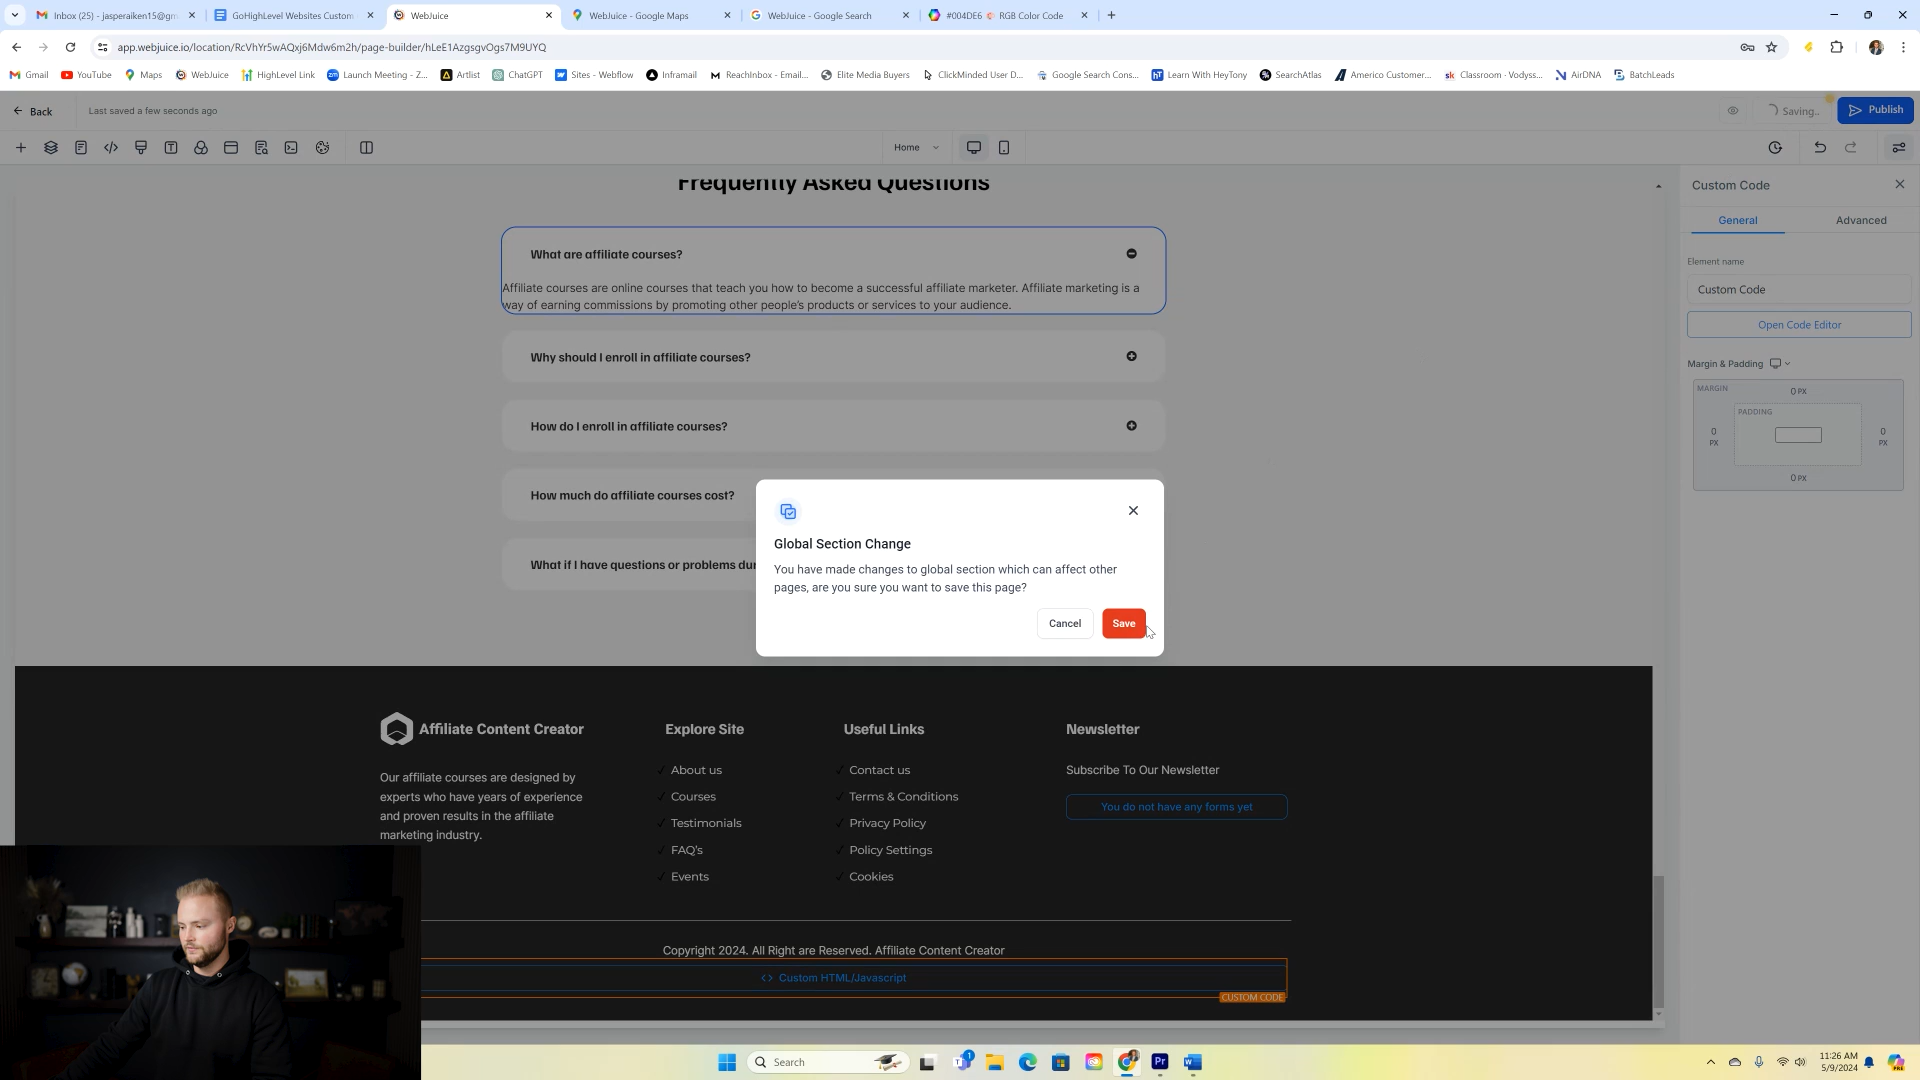 Inbox (25) - jasperaiken15@gm
GoHighLevel Websites Custom
WebJuice
WebJuice - Google Maps
WebJuice - Google Search
#004DE6 RGB Color Code
app.webjuice.io/location/RcVhYr5wAQxj6Mdw6m2h/page-builder/hLeE1AzgsgvOgs7M9UYQ
Gmail
YouTube
Maps
WebJuice
HighLevel Link
Launch Meeting - Z...
Artlist
ChatGPT
Sites - Webflow
Inframail
ReachInbox - Email...
Elite Media Buyers
ClickMinded User D...
Google Search Cons...
Learn With HeyTony
SearchAtlas
Americo Customer...
Classroom - Vodyss...
AirDNA
BatchLeads
Back
Last saved a few seconds ago
Saving..
Publish
Home
Frequently Asked Questions
What are affiliate courses?
Affiliate courses are online courses that teach you how to become a successful affiliate marketer. Affiliate marketing is a
way of earning commissions by promoting other people's products or services to your audience.
Why should I enroll in affiliate courses?
How do I enroll in affiliate courses?
How much do affiliate courses cost?
What if I have questions or problems dur
Global Section Change
You have made changes to global section which can affect other
pages, are you sure you want to save this page?
Cancel
Save
Custom Code
General
Advanced
Element name
Custom Code
Open Code Editor
Margin & Padding
MARGIN
0 PX
PADDING
0
PX
0
PX
0 PX
Affiliate Content Creator
Our affiliate courses are designed by
experts who have years of experience
and proven results in the affiliate
marketing industry.
Explore Site
About us
Courses
Testimonials
FAQ's
Events
Useful Links
Contact us
Terms & Conditions
Privacy Policy
Policy Settings
Cookies
Newsletter
Subscribe To Our Newsletter
You do not have any forms yet
Copyright 2024. All Right are Reserved. Affiliate Content Creator
Custom HTML/Javascript
CUSTOM CODE
Search
1
Pr
11:26 AM
5/9/2024